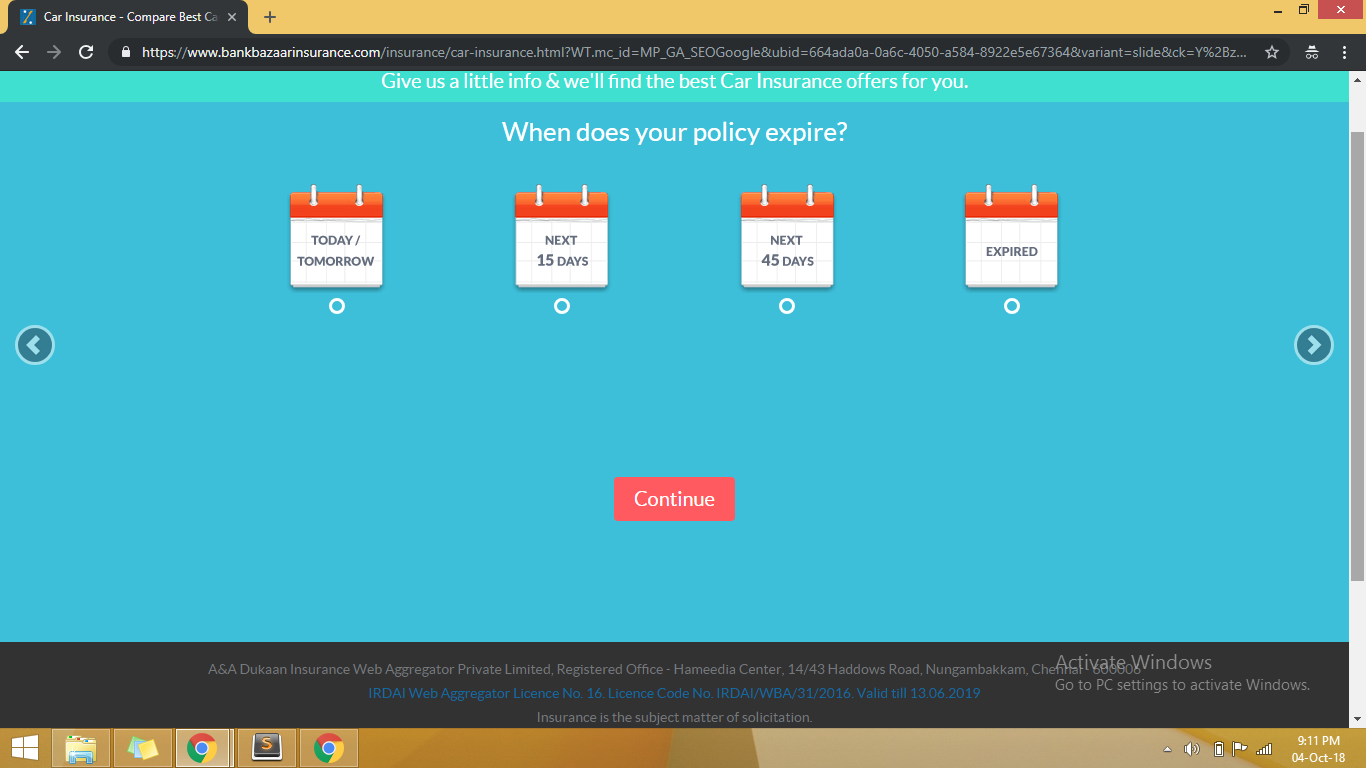 Car Insurance - Compare Best Ca
https://www.bankbazaarinsurance.com/insurance/car-insurance.html?WT.mc_id=MP_GA_SEOGoogle&ubid=664ada0a-0a6c-4050-a584-8922e5e67364&variant=slide&ck=Y%2Bz...
Give us a little info & we'll find the best Car Insurance offers for you.
When does your policy expire?
TODAY /
TOMORROW
NEXT
15 DAYS
NEXT
45 DAYS
EXPIRED
Continue
A&A Dukaan Insurance Web Aggregator Private Limited, Registered Office - Hameedia Center, 14/43 Haddows Road, Nungambakkam, Chennai - 600006
IRDAI Web Aggregator Licence No. 16. Licence Code No. IRDAI/WBA/31/2016. Valid till 13.06.2019
Insurance is the subject matter of solicitation.
Activate Windows
Go to PC settings to activate Windows.
9:11 PM
04-Oct-18